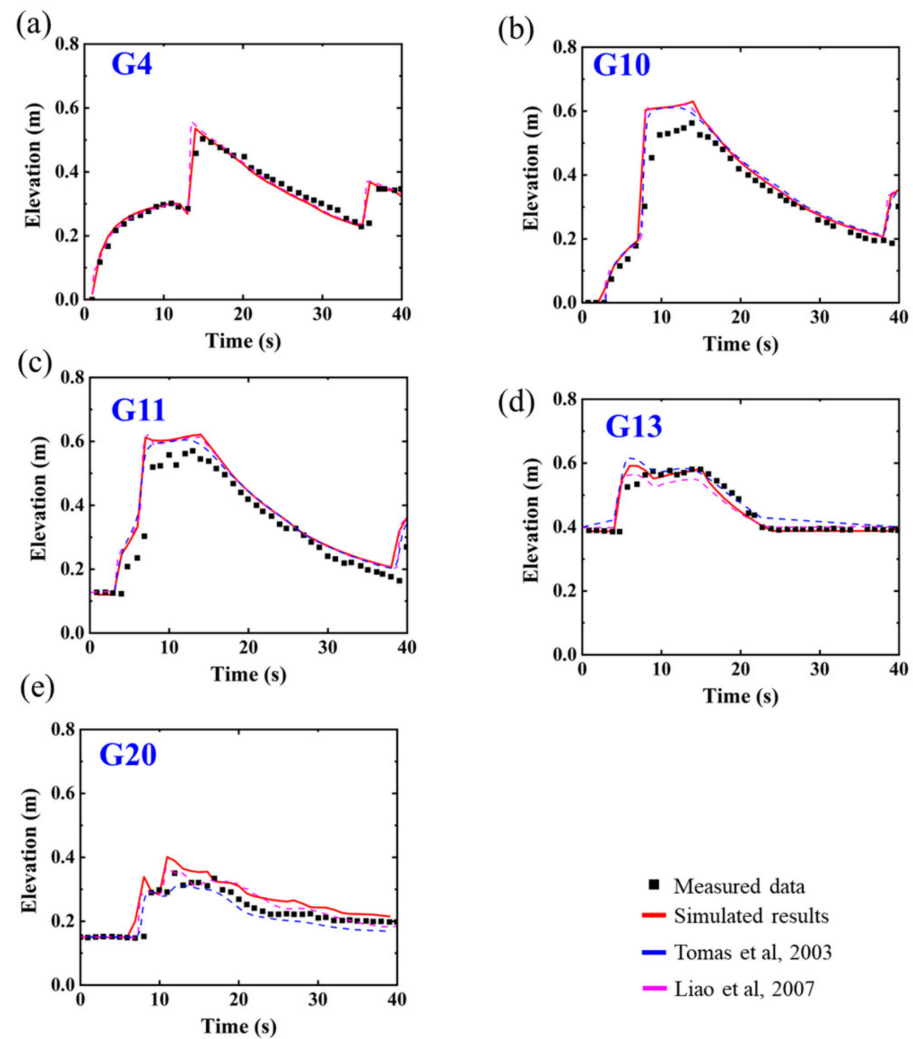 (a)
G4
0.8
0.6
0.4
0.2
0.0
Elevation (m)
0 10 20 30 40
Time (s)
(b)
G10
0.8
0.6
0.4
0.2
0.0
Elevation (m)
0 10 20 30 40
Time (s)
(c)
G11
0.8
0.6
0.4
0.2
0.0
Elevation (m)
0 10 20 30 40
Time (s)
(d)
G13
0.8
0.6
0.4
0.2
0.0
Elevation (m)
0 10 20 30 40
Time (s)
(e)
G20
0.8
0.6
0.4
0.2
0.0
Elevation (m)
0 10 20 30 40
Time (s)
Measured data
Simulated results
Tomas et al, 2003
Liao et al, 2007